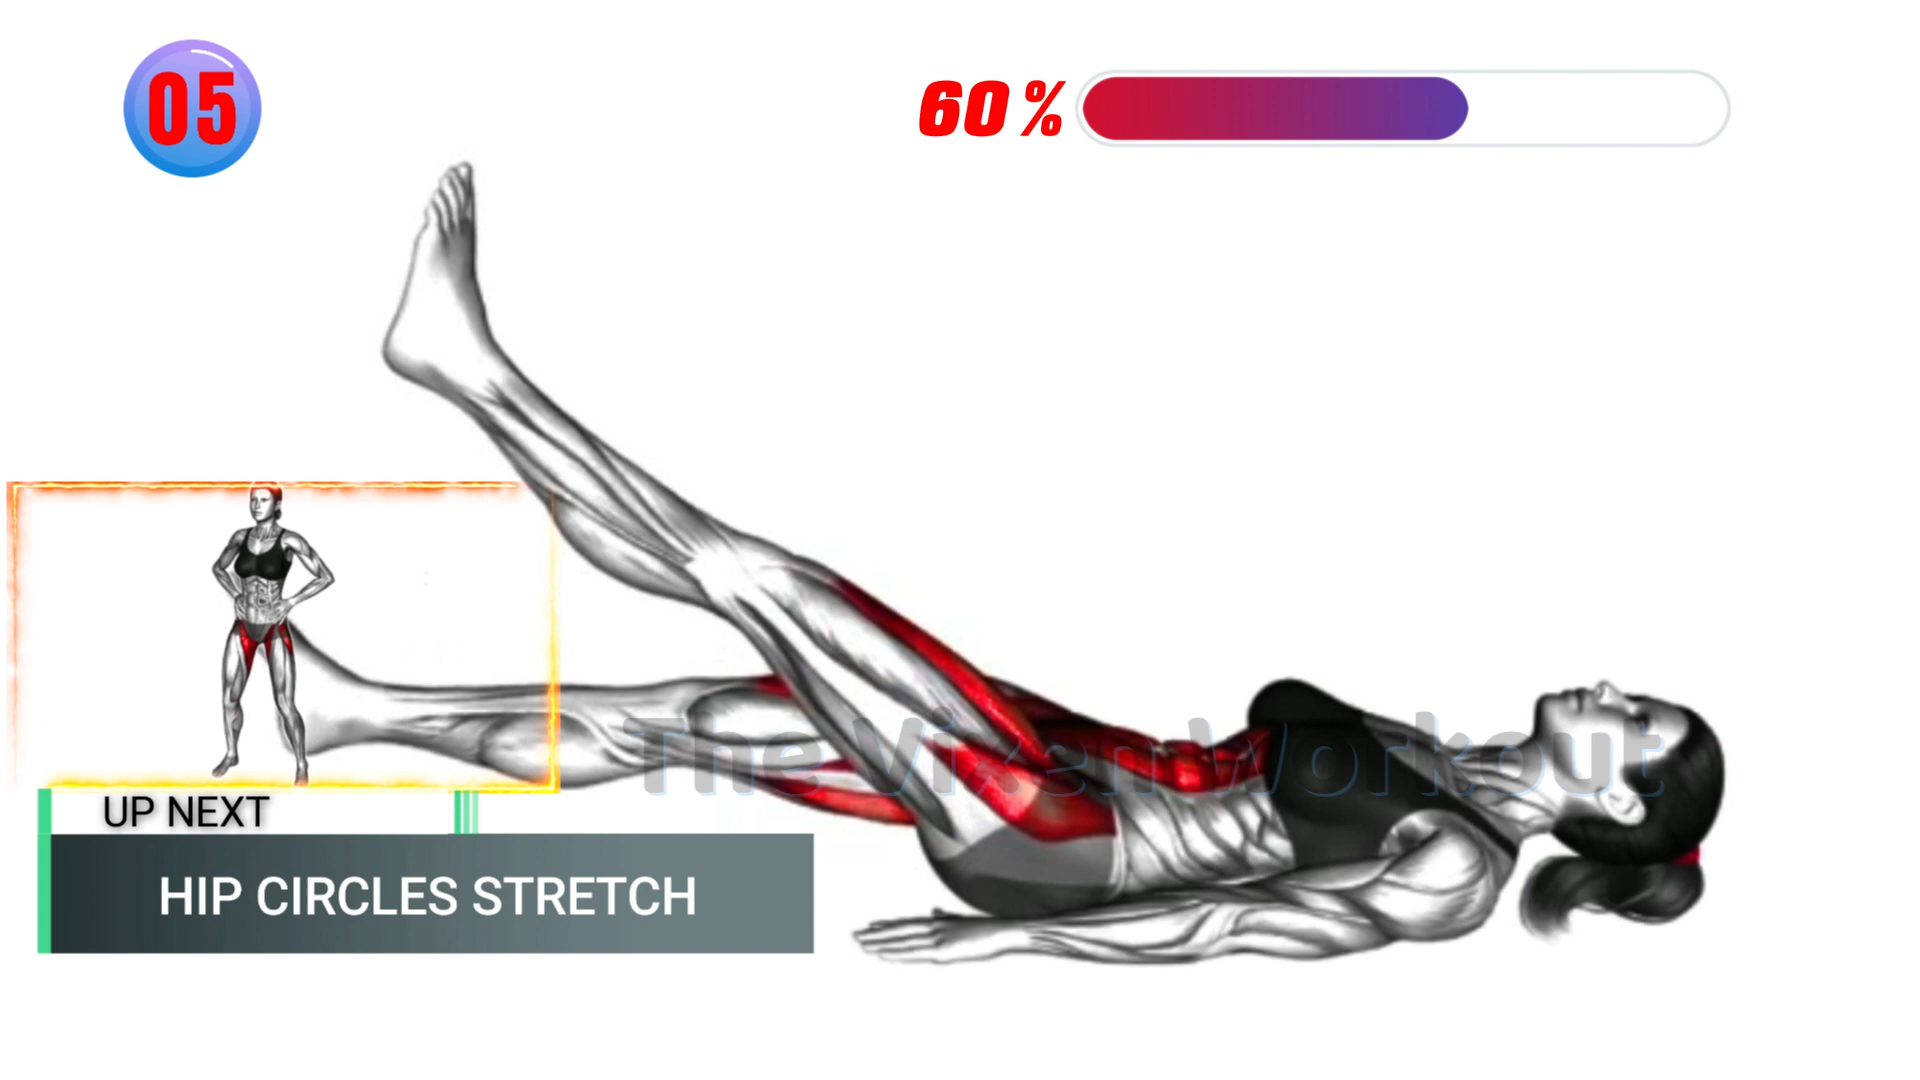 05
60%
The Vixen Workout
UP NEXT
HIP CIRCLES STRETCH